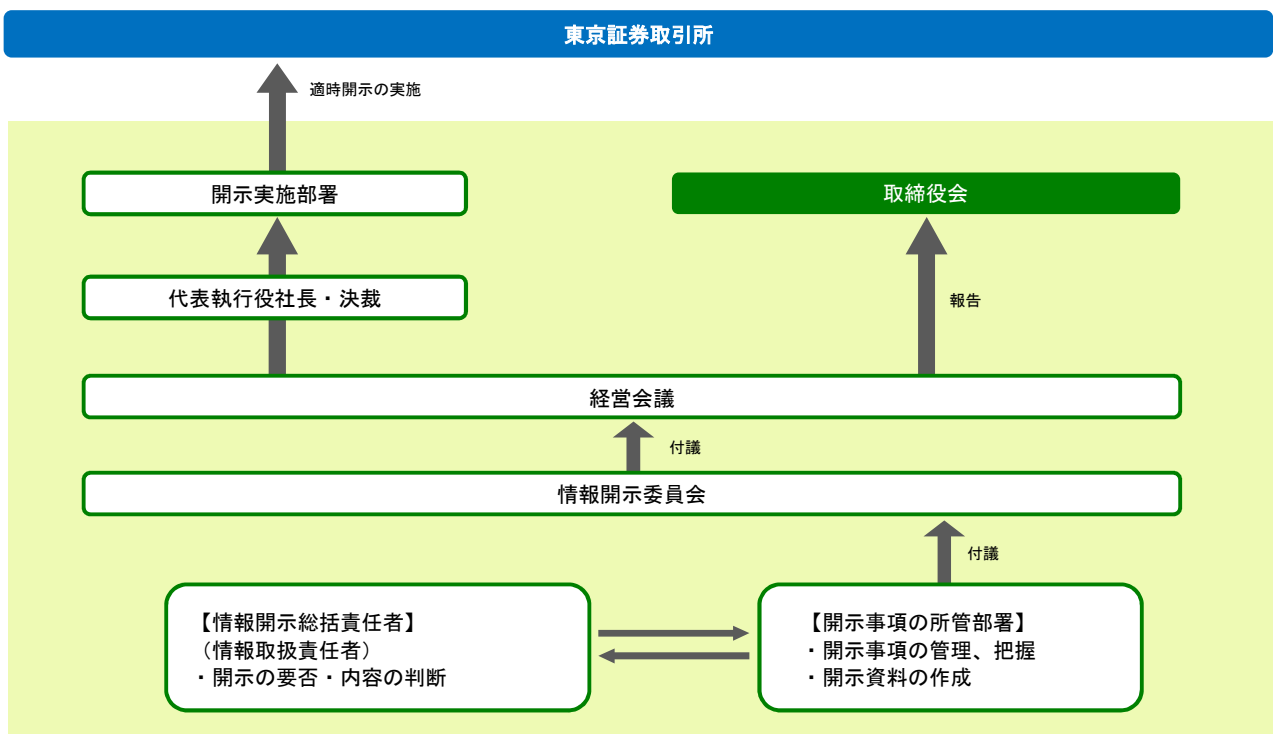 東京証券取引所
適時開示の実施
開示実施部署
取締役会
代表執行役社長・決裁
報告
経営会議
付議
情報開示委員会
付議
【情報開示総括責任者】
（情報取扱責任者）
・開示の要否・内容の判断
【開示事項の所管部署】
・開示事項の管理、把握
・開示資料の作成